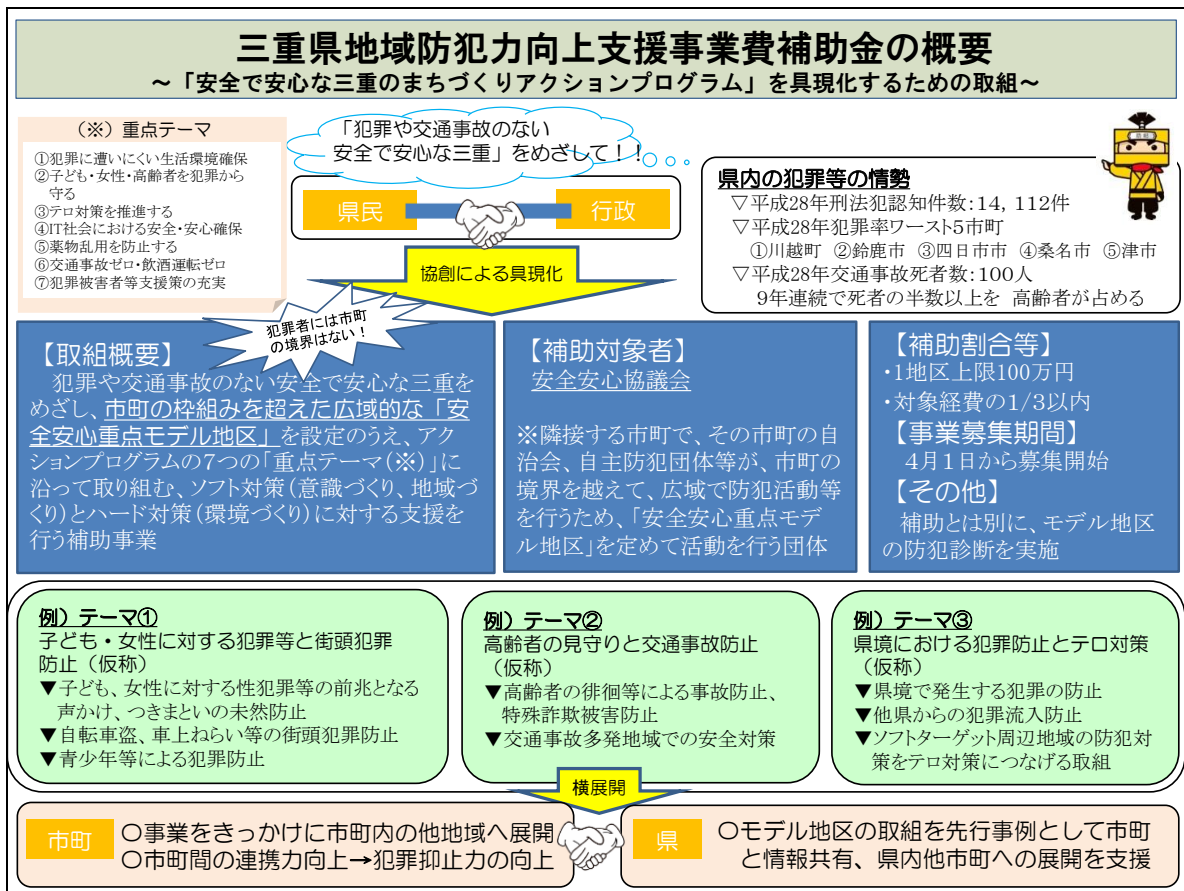 三重県地域防犯力向上支援事業費補助金の概要
～「安全で安心な三重のまちづくりアクションプログラム」を具現化するための取組～
（※）重点テーマ
①犯罪に遭いにくい生活環境確保
②子ども・女性・高齢者を犯罪から
守る
③テロ対策を推進する
④IT社会における安全・安心確保
⑤薬物乱用を防止する
⑥交通事故ゼロ・飲酒運転ゼロ
⑦犯罪被害者等支援策の充実
「犯罪や交通事故のない
安全で安心な三重」をめざして！！
県民
行政
協創による具現化
県内の犯罪等の情勢
▽平成28年刑法犯認知件数：14，112件
▽平成28年犯罪率ワースト5市町
①川越町 ②鈴鹿市 ③四日市市 ④桑名市 ⑤津市
▽平成28年交通事故死者数：100人
9年連続で死者の半数以上を 高齢者が占める
犯罪者には市町
の境界はない！
【取組概要】
犯罪や交通事故のない安全で安心な三重を
めざし、市町の枠組みを超えた広域的な「安
全安心重点モデル地区」を設定のうえ、アク
ションプログラムの7つの「重点テーマ（※）」に
沿って取り組む、ソフト対策（意識づくり、地域づ
くり）とハード対策（環境づくり）に対する支援を
行う補助事業
【補助対象者】
安全安心協議会
※隣接する市町で、その市町の自
治会、自主防犯団体等が、市町の
境界を越えて、広域で防犯活動等
を行うため、「安全安心重点モデ
ル地区」を定めて活動を行う団体
【補助割合等】
・1地区上限100万円
・対象経費の1/3以内
【事業募集期間】
4月1日から募集開始
【その他】
補助とは別に、モデル地区
の防犯診断を実施
例）テーマ①
子ども・女性に対する犯罪等と街頭犯罪
防止（仮称）
▼子ども、女性に対する性犯罪等の前兆となる
声かけ、つきまといの未然防止
▼自転車盗、車上ねらい等の街頭犯罪防止
▼青少年等による犯罪防止
例）テーマ②
高齢者の見守りと交通事故防止
（仮称）
▼高齢者の徘徊等による事故防止、
特殊詐欺被害防止
▼交通事故多発地域での安全対策
例）テーマ③
県境における犯罪防止とテロ対策
（仮称）
▼県境で発生する犯罪の防止
▼他県からの犯罪流入防止
▼ソフトターゲット周辺地域の防犯対
策をテロ対策につなげる取組
横展開
市町
〇事業をきっかけに市町内の他地域へ展開
〇市町間の連携力向上→犯罪抑止力の向上
県
〇モデル地区の取組を先行事例として市町
と情報共有、県内他市町への展開を支援